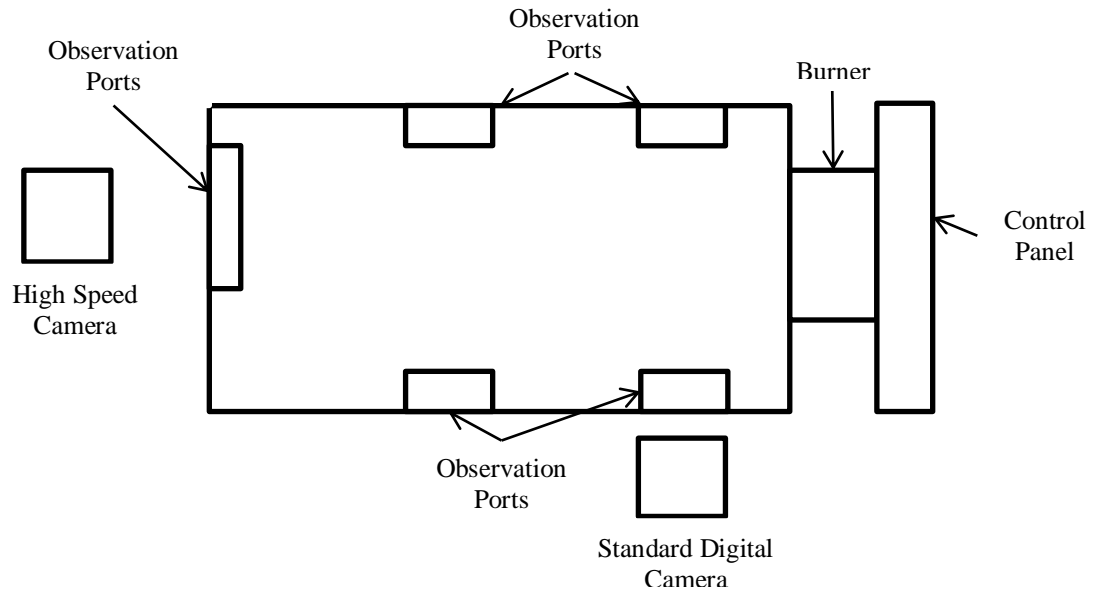 Observation
Ports
Observation
Ports
Burner
Control
Panel
High Speed
Camera
Observation
Ports
Standard Digital
Camera